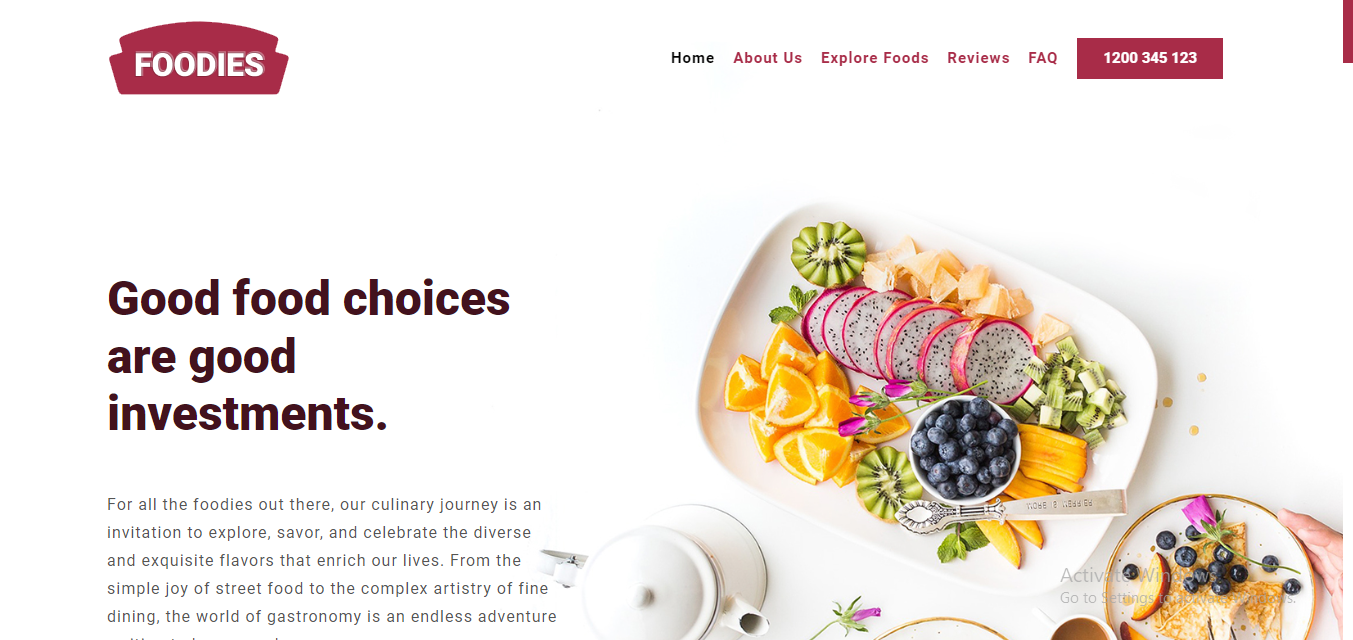 FOODIES
Home About Us Explore Foods Reviews FAQ 1200 345 123
Good food choices
are good
investments.
For all the foodies out there, our culinary journey is an
invitation to explore, savor, and celebrate the diverse
and exquisite flavors that enrich our lives. From the
simple joy of street food to the complex artistry of fine
dining, the world of gastronomy is an endless adventure
Activate Windows
Go to Settings to activate Windows.